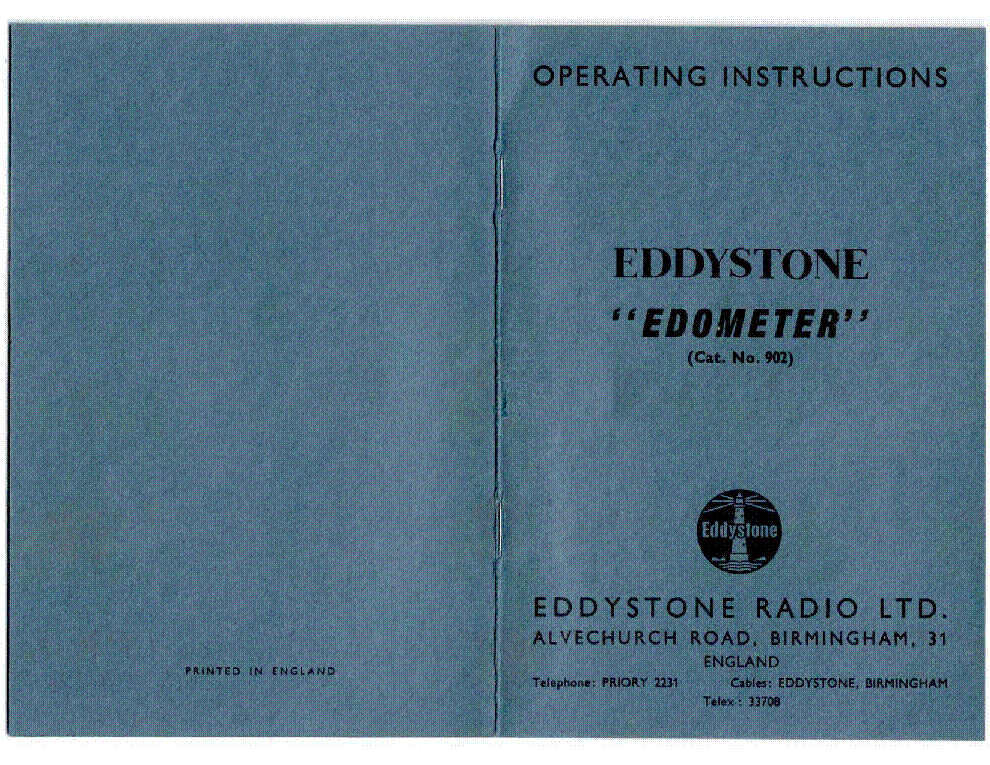 OPERATING INSTRUCTIONS
EDDYSTONE
"EDOMETER"
(Cat. No. 902)
Eddystone
EDDYSTONE RADIO LTD.
ALVECHURCH ROAD, BIRMINGHAM, 31
ENGLAND
Telephone: PRIORY 2231 Cables: EDDYSTONE, BIRMINGHAM
Telex: 33708
PRINTED IN ENGLAND